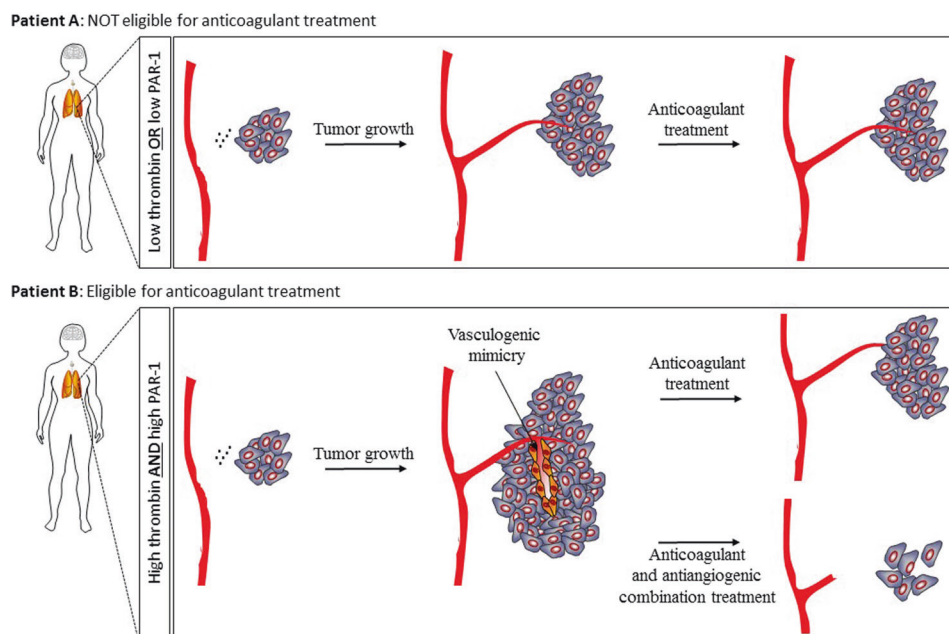 Patient A: NOT eligible for anticoagulant treatment
Low thrombin OR low PAR-1
Tumor growth
Anticoagulant
treatment
Patient B: Eligible for anticoagulant treatment
High thrombin AND high PAR-1
Tumor growth
Vasculogenic
mimicry
Anticoagulant
treatment
Anticoagulant
and antiangiogenic
combination treatment